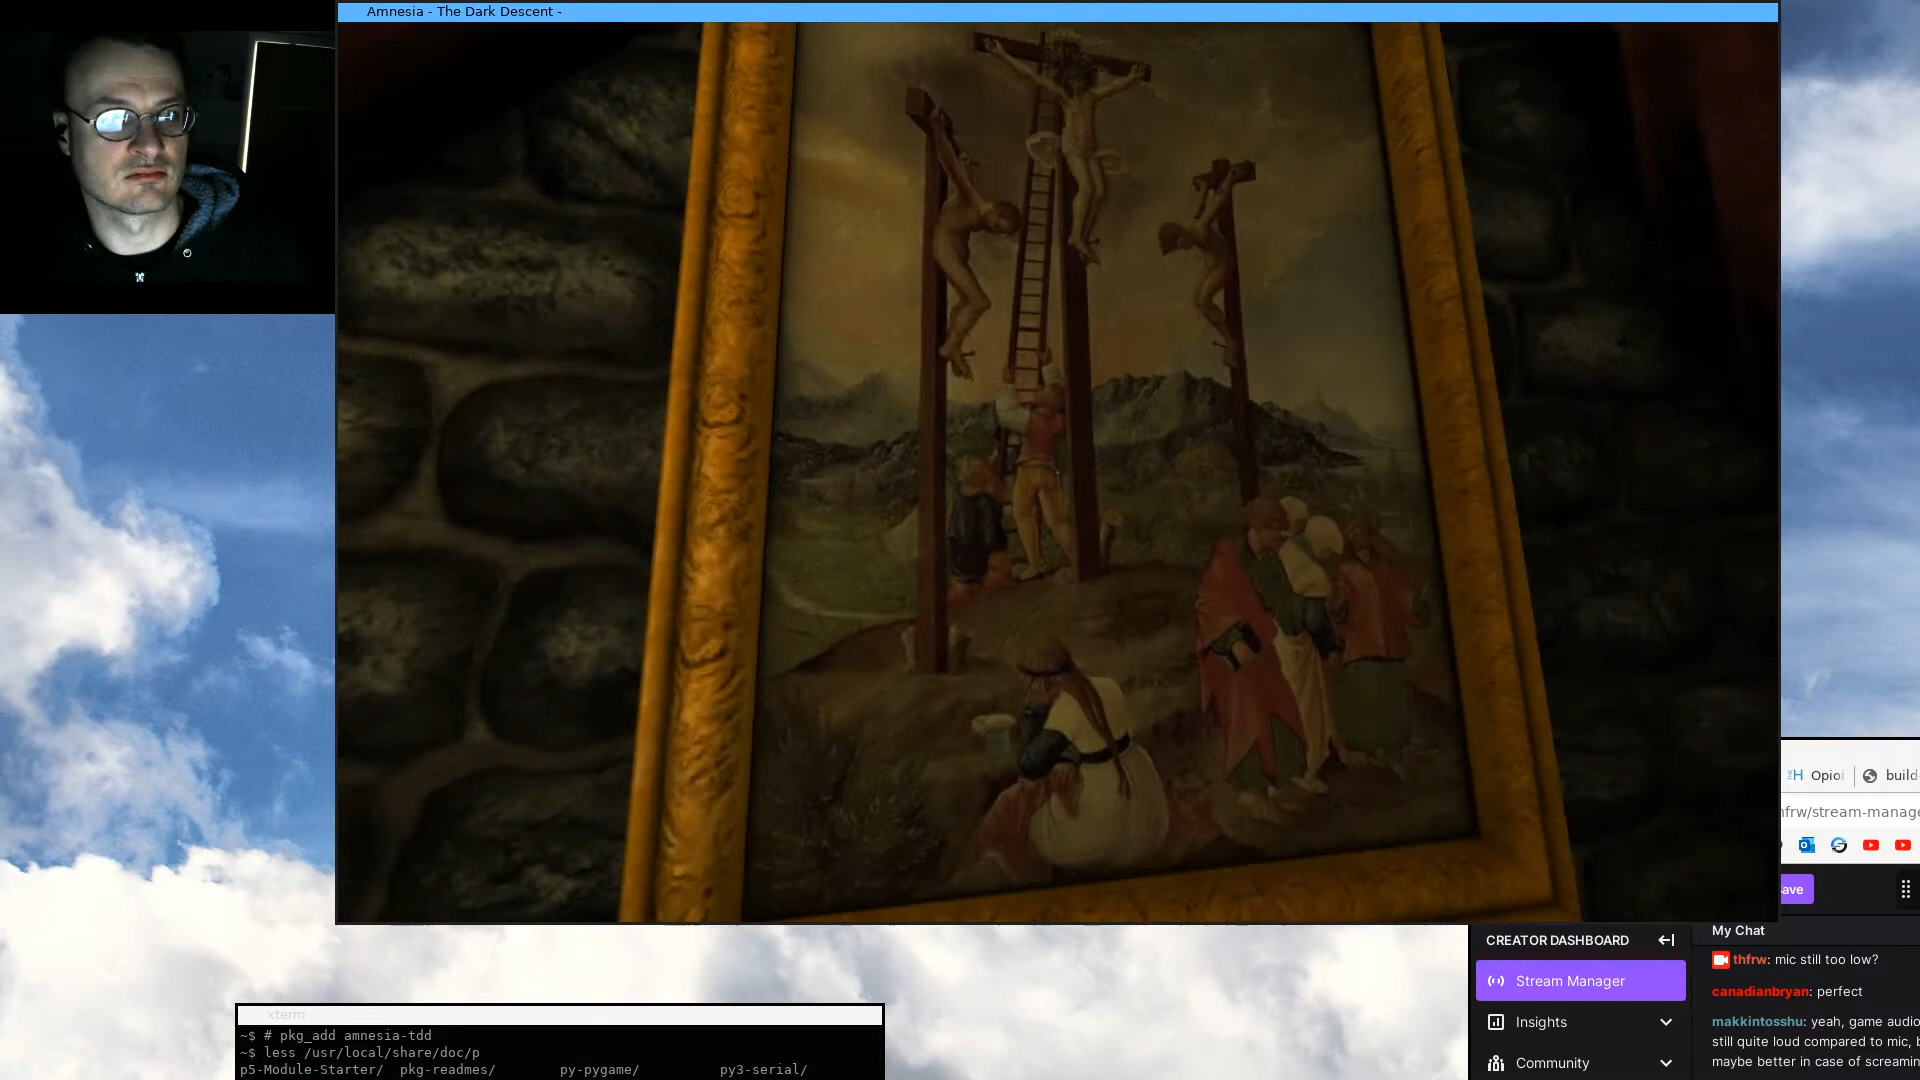 Amnesia - The Dark Descent -
Opioi
build
nfrw/stream-manage
ave
CREATOR DASHBOARD
Stream Manager
Insights
Community
My Chat
thfrw: mic still too low?
canadianbryan: perfect
makkintosshu: yeah, game audio
still quite loud compared to mic, b
maybe better in case of screamin
xterm
~$ # pkg_add amnesia-tdd
~$ less /usr/local/share/doc/p
p5-Module-Starter/ pkg-readmes/ py-pygame/ py3-serial/